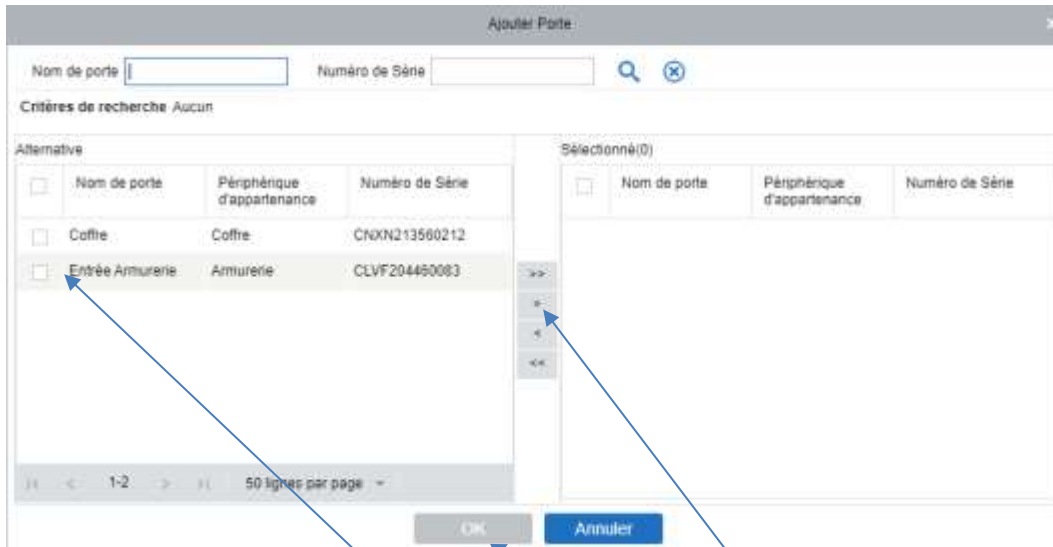 Ajouter Porte
Nom de porte Numéro de Série
Critères de recherche Aucun
Alternative
Nom de porte Périphérique d'appartenance Numéro de Série
Coffre Coffre CNXN213560212
Entrée Armurerie Armurerie CLVF204460083
1-2 50 lignes par page
>>
>
<
<<
Sélectionné(0)
Nom de porte Périphérique d'appartenance Numéro de Série
OK Annuler